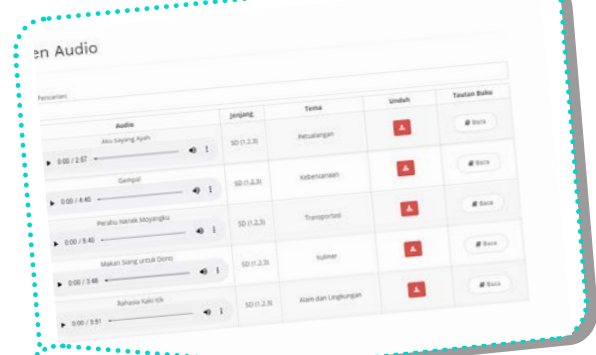 en Audio
Pencarian:
Audio Jenjang Tema Unduh Tautan Buku
Aku Sayang Ayah
0:00 / 2:57 SD (1,2,3) Petualangan Baca
Gempa!
0:00 / 4:40 SD (1,2,3) Kebencanaan Baca
Perahu Nenek Moyangku
0:00 / 5:40 SD (1,2,3) Transportasi Baca
Makan Siang untuk Dono
0:00 / 3:48 SD (1,2,3) Kuliner Baca
Rahasia Kaki
0:00 / 3:51 SD (1,2,3) Alam dan Lingkungan Baca